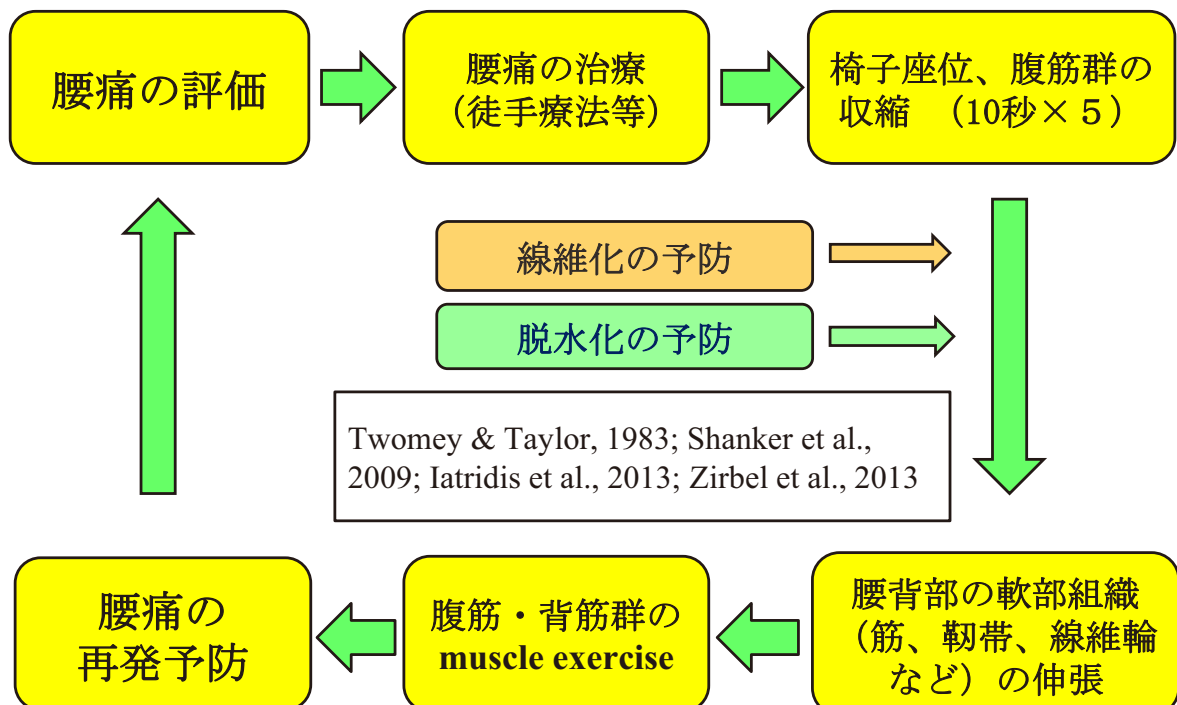 腰痛の評価
腰痛の治療
（徒手療法等）
椅子座位、腹筋群の
収縮　（10秒×５）
線維化の予防
脱水化の予防
Twomey & Taylor, 1983; Shanker et al.,
2009; Iatridis et al., 2013; Zirbel et al., 2013
腰痛の
再発予防
腹筋・背筋群の
muscle exercise
腰背部の軟部組織
（筋、靭帯、線維輪
など）の伸張